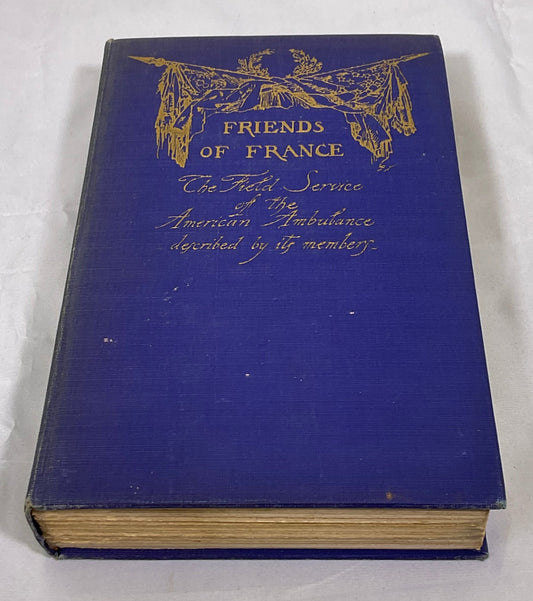 FRIENDS
OF FRANCE
The Field Service
of the
American Ambulance
described by its members